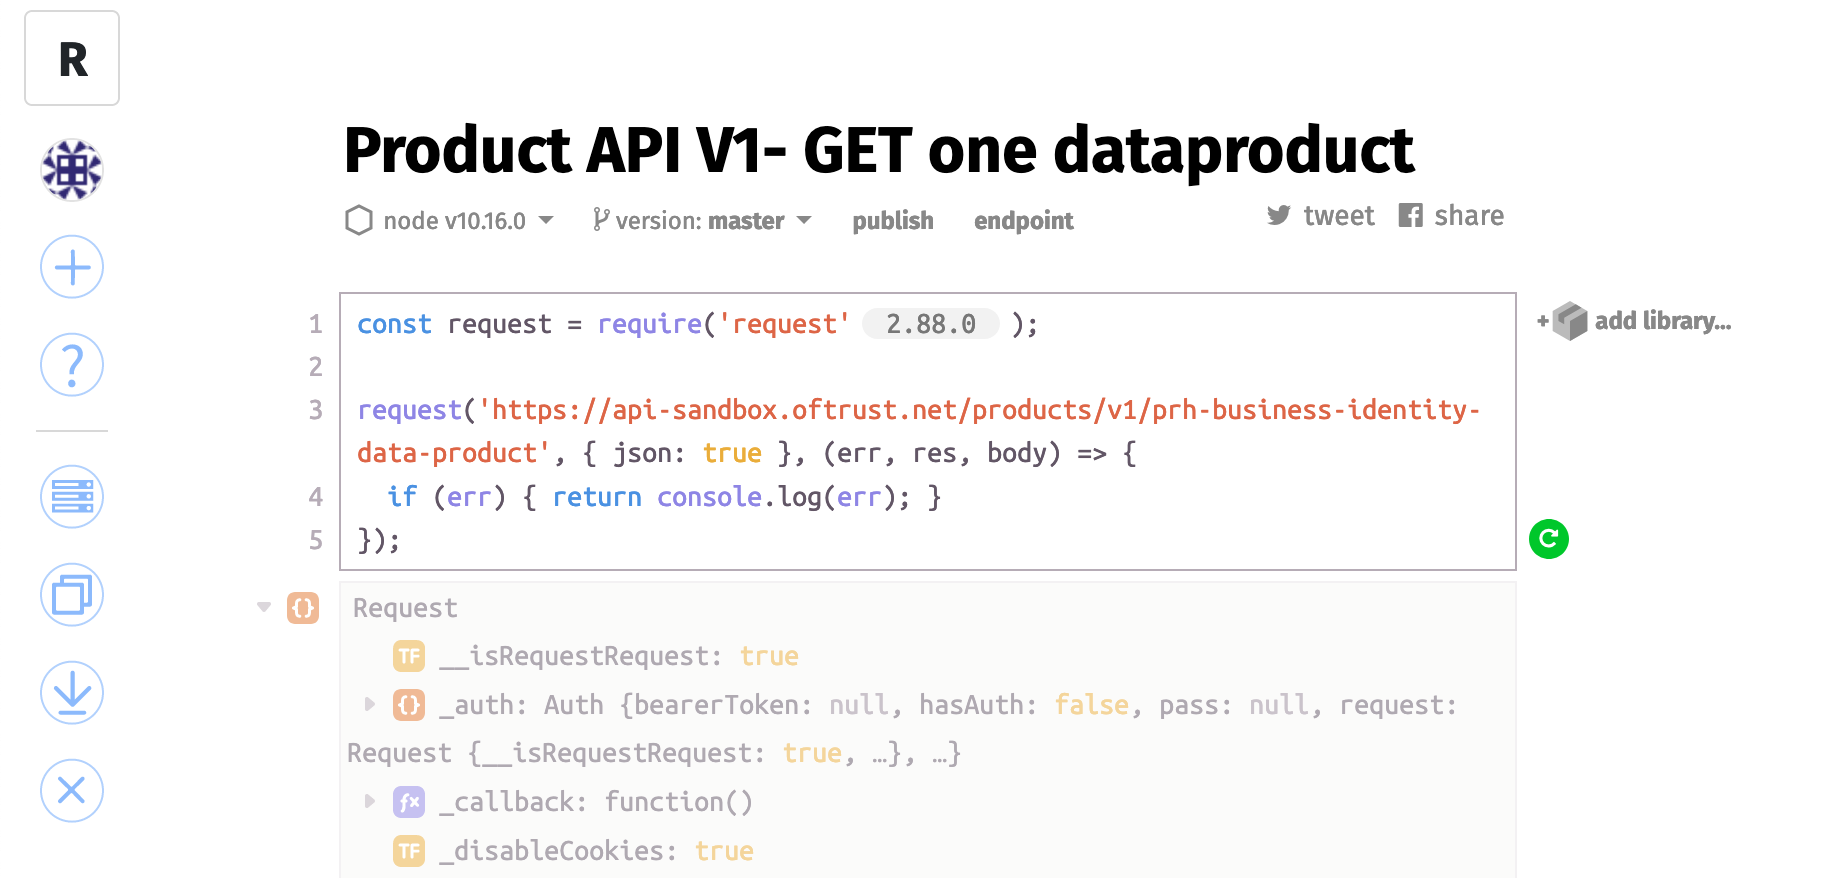 R
Product API V1- GET one dataproduct
node v10.16.0 version: master publish endpoint tweet share
1 const request = require('request' 2.88.0 );
+ add library...
2
3 request('https://api-sandbox.oftrust.net/products/v1/prh-business-identity-
data-product', { json: true }, (err, res, body) => {
4 if (err) { return console.log(err); }
5 });
{} Request
TF __isRequestRequest: true
{} _auth: Auth {bearerToken: null, hasAuth: false, pass: null, request:
Request {__isRequestRequest: true, …}, …}
ƒx _callback: function()
TF _disableCookies: true